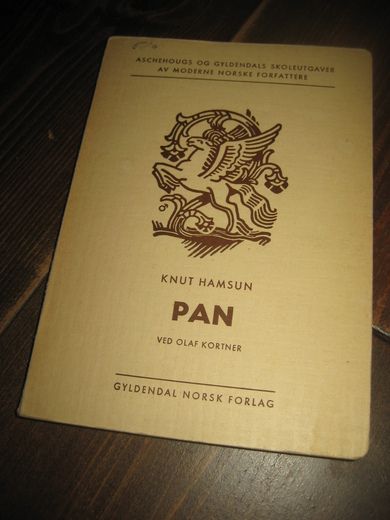 ASCHEHOUGS OG GYLDENDALS SKOLEUTGAVER
AV MODERNE NORSKE FORFATTERE
KNUT HAMSUN
PAN
VED OLAF KORTNER
GYLDENDAL NORSK FORLAG